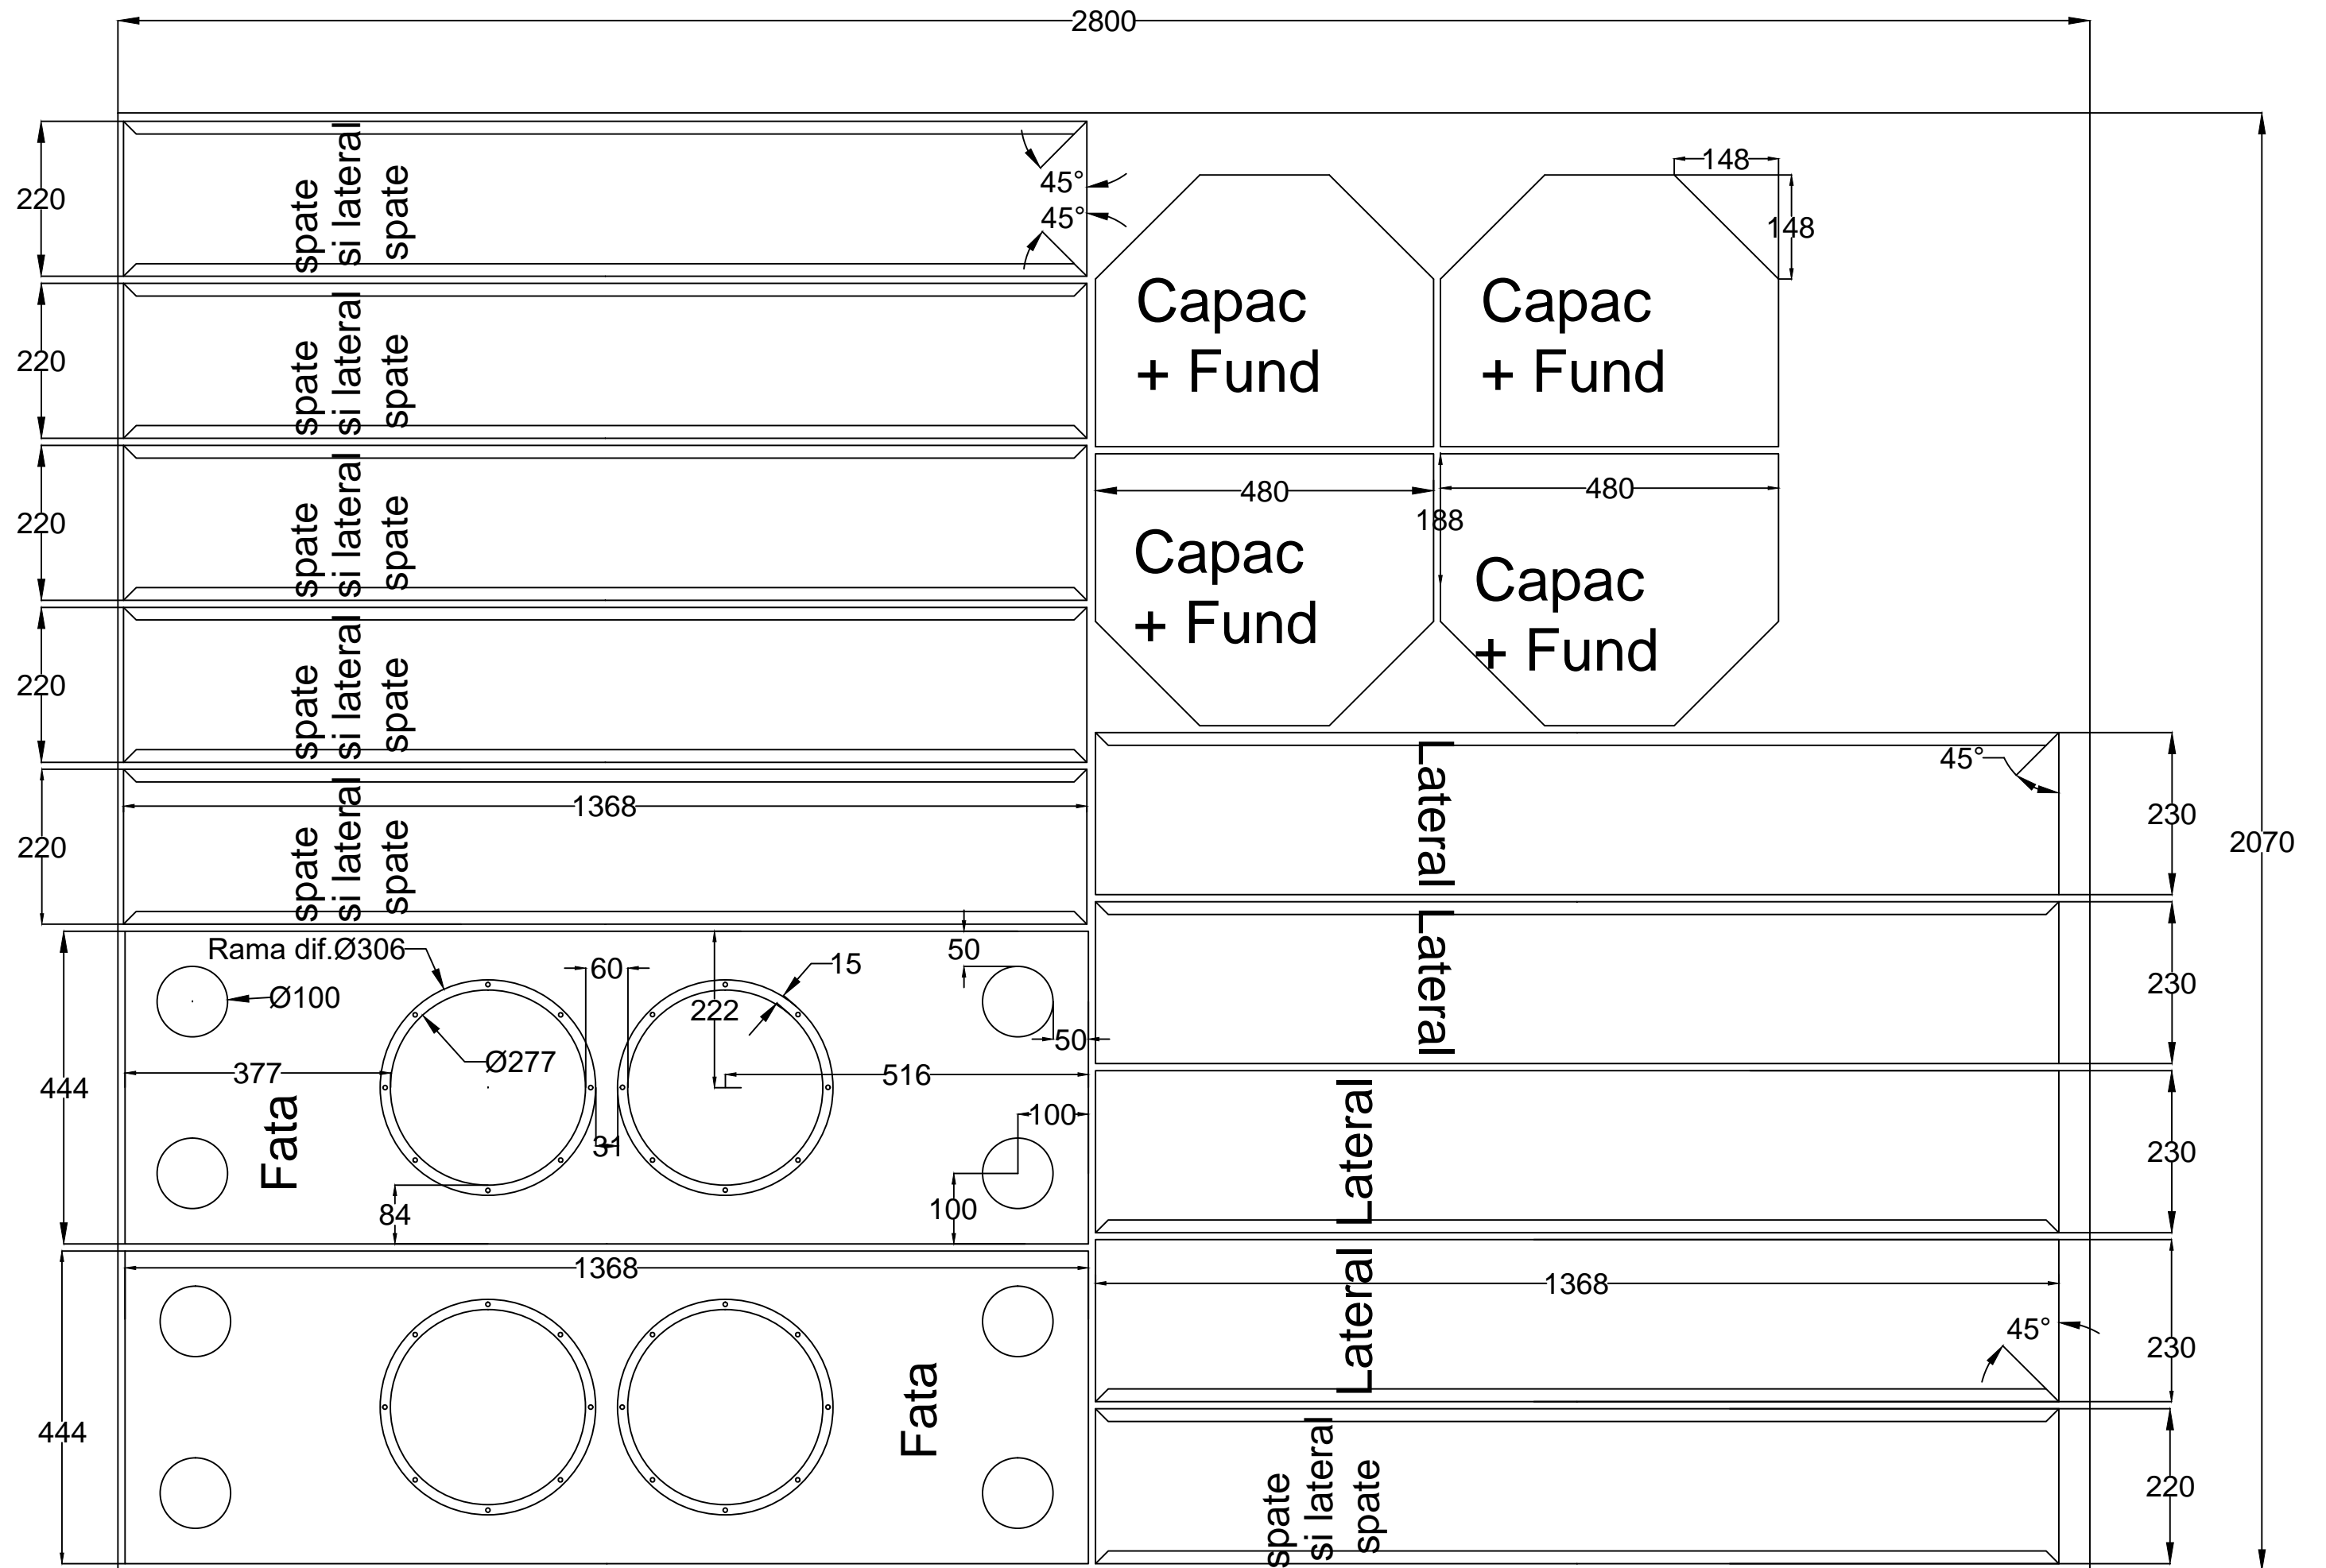 2800
220
spate
si lateral
spate
45°
45°
148
148
Capac
+ Fund
Capac
+ Fund
220
spate
si lateral
spate
220
spate
si lateral
spate
480
480
188
Capac
+ Fund
Capac
+ Fund
220
spate
si lateral
spate
220
spate
si lateral
spate
1368
Lateral
45°
230
2070
Lateral
230
444
Rama dif.Ø306
Ø100
60
15
50
222
Ø277
50
377
516
Fata
31
100
84
100
Lateral
230
1368
444
Fata
Lateral
1368
45°
230
spate
si lateral
spate
220